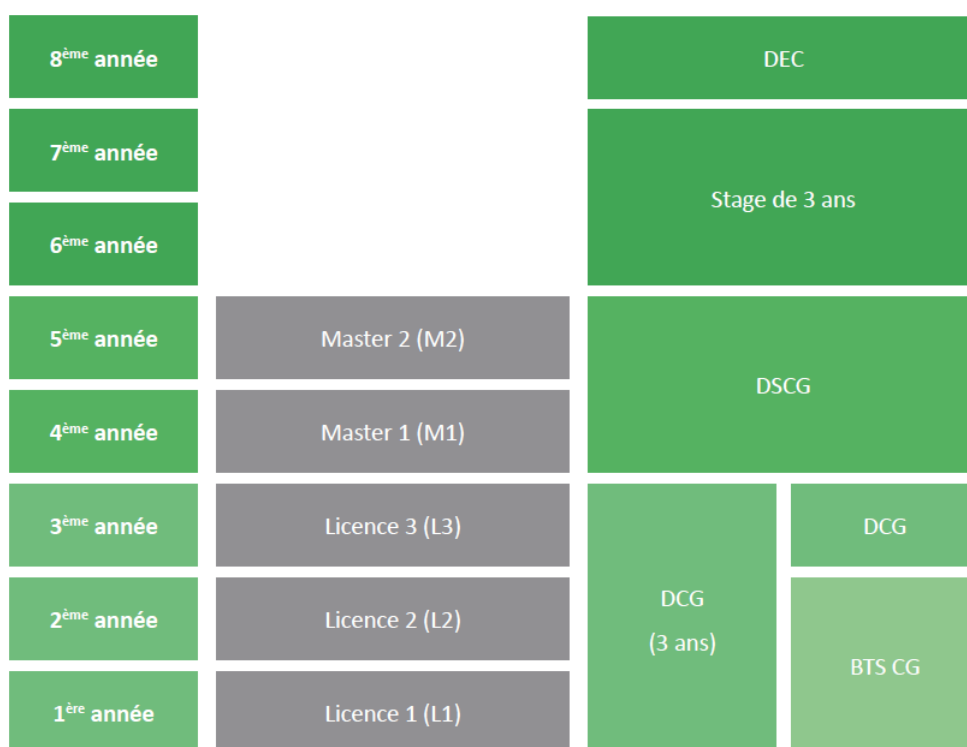 8ème année
DEC
7ème année
Stage de 3 ans
6ème année
5ème année
Master 2 (M2)
DSCG
4ème année
Master 1 (M1)
3ème année
Licence 3 (L3)
DCG
(3 ans)
DCG
2ème année
Licence 2 (L2)
BTS CG
1ère année
Licence 1 (L1)